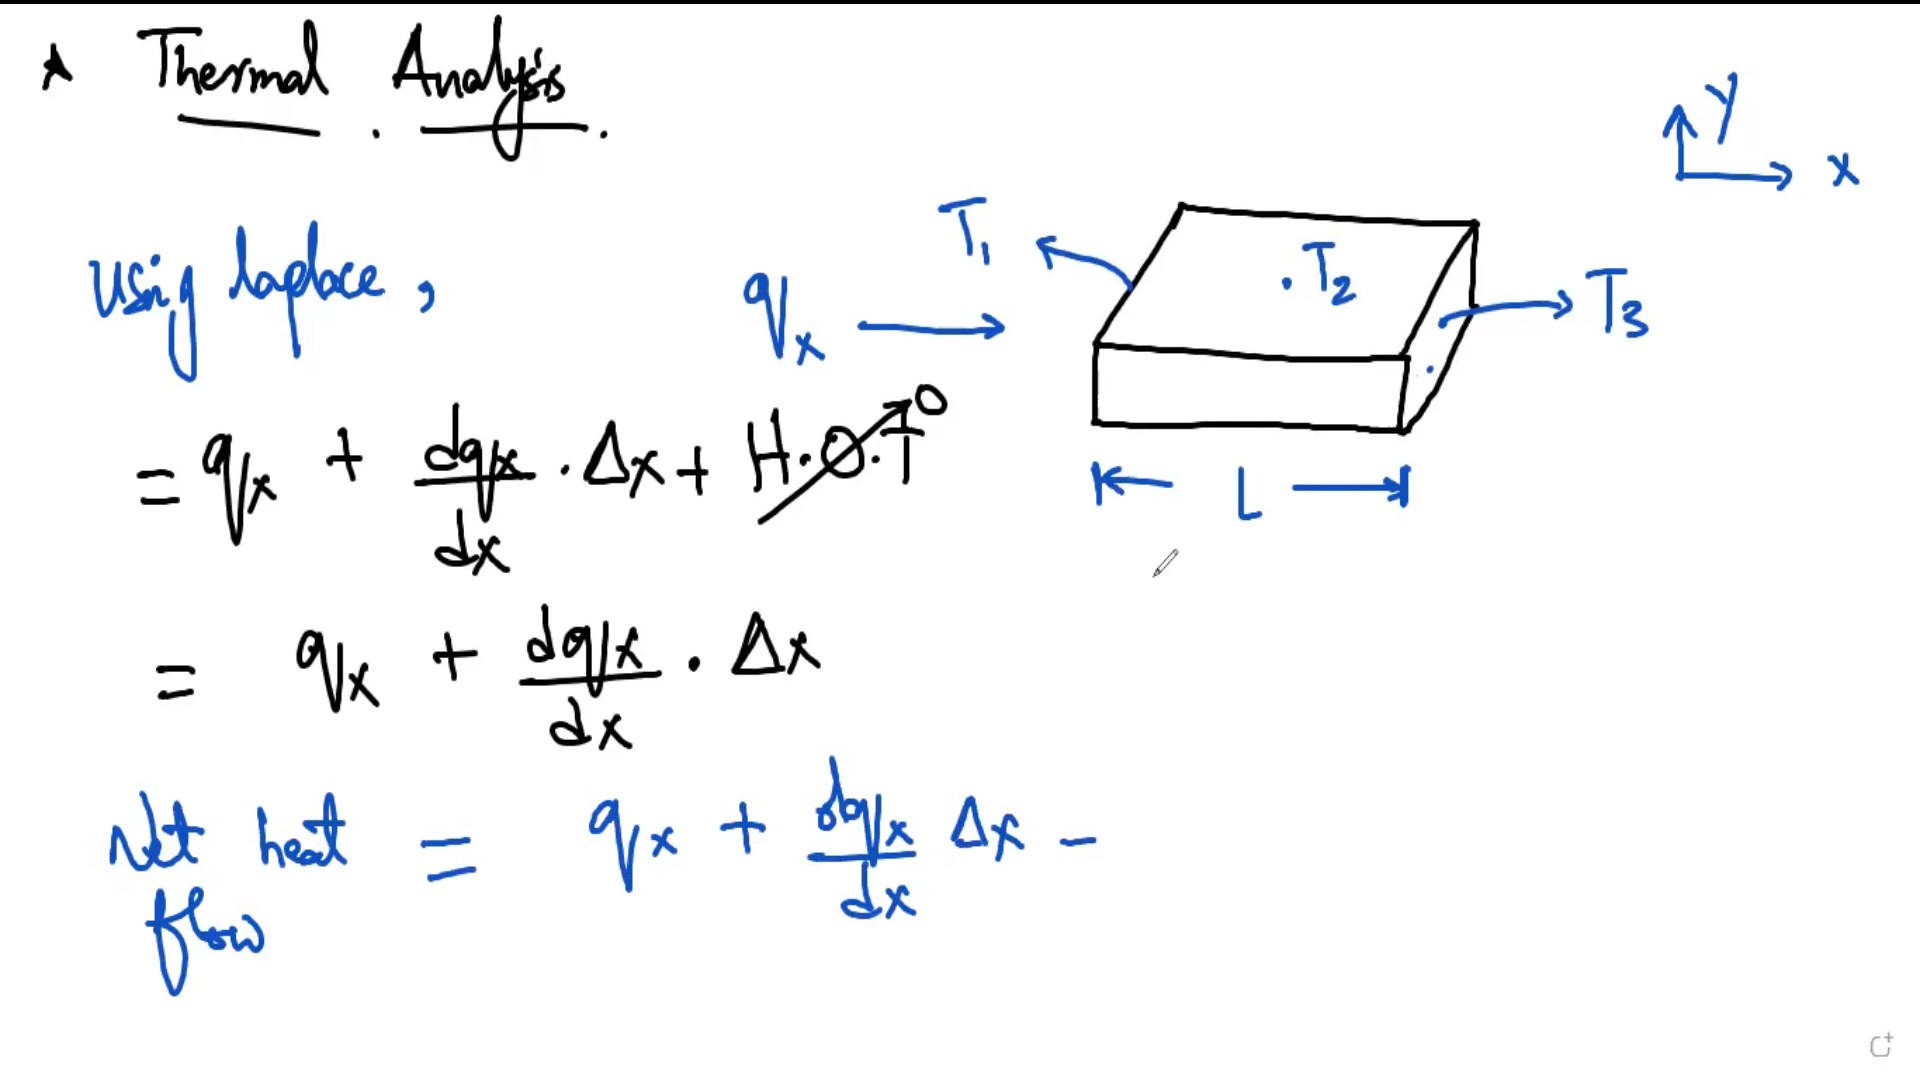 * Thermal Analysis.
Y
x
Using laplace,
T₁
.T₂
T₃
qₓ →
L
= qₓ + dqₓ/dx · Δx + H.O.T → 0
= qₓ + dqₓ/dx · Δx
Net heat flow = qₓ + dqₓ/dx Δx −